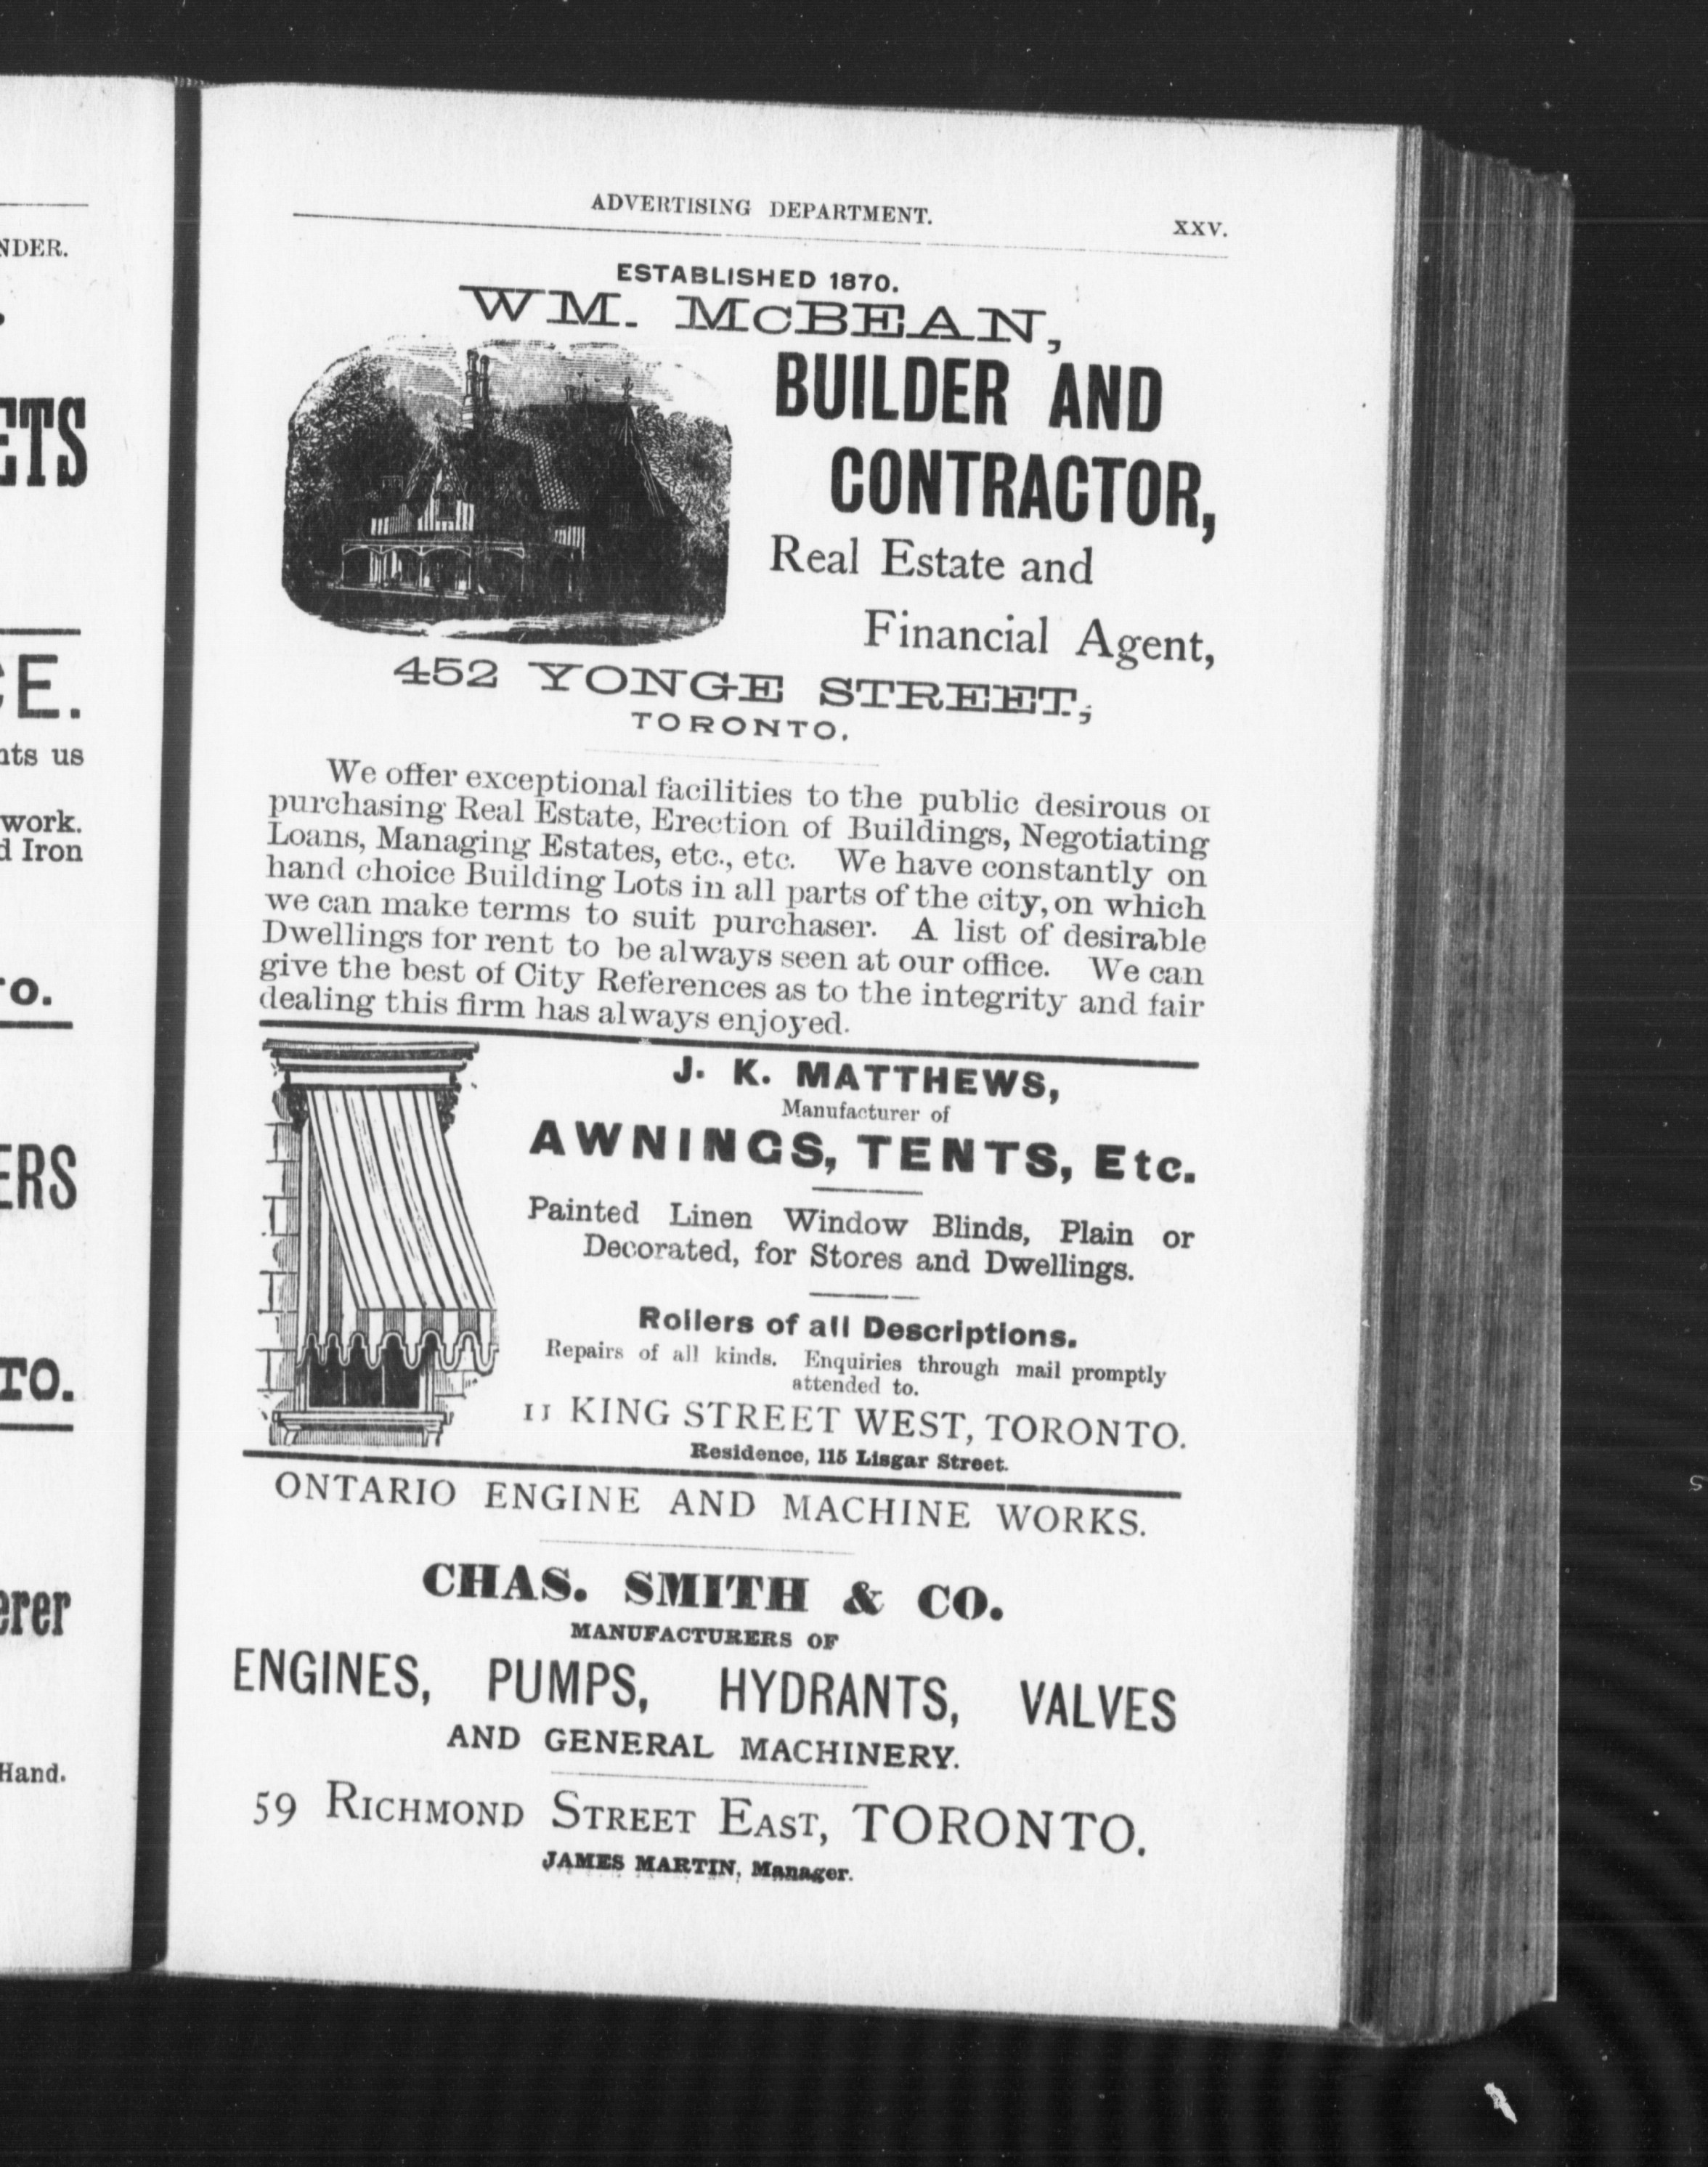 NDER.
ETS
CE.
nts us
work.
d Iron
TO.
ERS
TO.
erer
Hand.
ADVERTISING DEPARTMENT.
XXV.
ESTABLISHED 1870.
WM. McBEAN,
BUILDER AND
CONTRACTOR,
Real Estate and
Financial Agent,
452 YONGE STREET,
TORONTO.
We offer exceptional facilities to the public desirous of
purchasing Real Estate, Erection of Buildings, Negotiating
Loans, Managing Estates, etc., etc. We have constantly on
hand choice Building Lots in all parts of the city, on which
we can make terms to suit purchaser. A list of desirable
Dwellings for rent to be always seen at our office. We can
give the best of City References as to the integrity and fair
dealing this firm has always enjoyed.
J. K. MATTHEWS,
Manufacturer of
AWNINGS, TENTS, Etc.
Painted Linen Window Blinds, Plain or
Decorated, for Stores and Dwellings.
Rollers of all Descriptions.
Repairs of all kinds. Enquiries through mail promptly
attended to.
11 KING STREET WEST, TORONTO.
Residence, 115 Lisgar Street.
ONTARIO ENGINE AND MACHINE WORKS.
CHAS. SMITH & CO.
MANUFACTURERS OF
ENGINES, PUMPS, HYDRANTS, VALVES
AND GENERAL MACHINERY.
59 RICHMOND STREET EAST, TORONTO.
JAMES MARTIN, Manager.